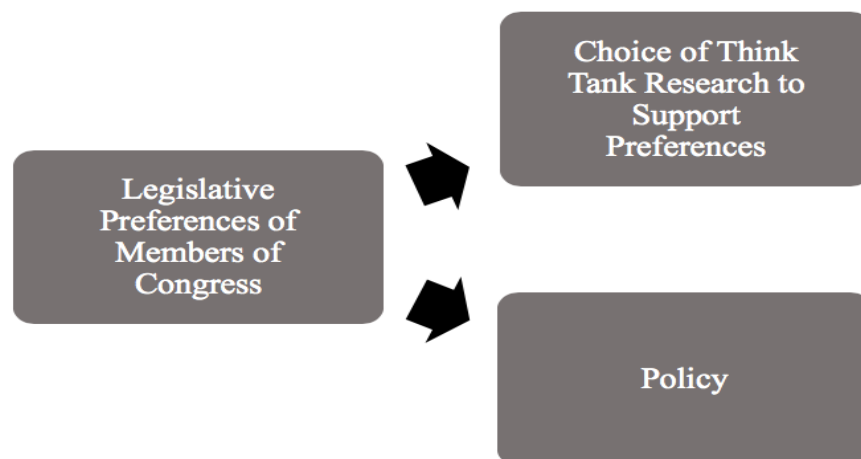 Legislative
Preferences of
Members of
Congress
Choice of Think
Tank Research to
Support
Preferences
Policy